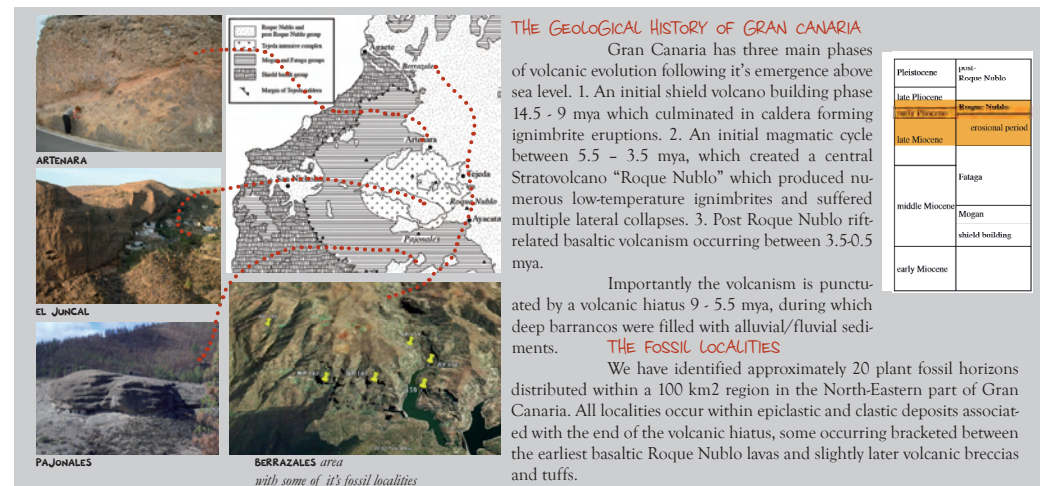 Roque Nublo and
post Roque Nublo group
Tejeda intrusive complex
Mogan and Fataga groups
Shield basalt group
Margin of Tejeda caldera
Agaete
Berrazales
Artenara
Tejeda
San Nicholas
Roque Nublo
Ayacata
Pajonales
ARTENARA
EL JUNCAL
PAJONALES
BERRAZALES area
with some of it's fossil localities
THE GEOLOGICAL HISTORY OF GRAN CANARIA
Gran Canaria has three main phases
of volcanic evolution following it's emergence above
sea level. 1. An initial shield volcano building phase
14.5 - 9 mya which culminated in caldera forming
ignimbrite eruptions. 2. An initial magmatic cycle
between 5.5 – 3.5 mya, which created a central
Stratovolcano “Roque Nublo” which produced nu-
merous low-temperature ignimbrites and suffered
multiple lateral collapses. 3. Post Roque Nublo rift-
related basaltic volcanism occurring between 3.5-0.5
mya.
Importantly the volcanism is punctu-
ated by a volcanic hiatus 9 - 5.5 mya, during which
deep barrancos were filled with alluvial/fluvial sedi-
ments.
THE FOSSIL LOCALITIES
We have identified approximately 20 plant fossil horizons
distributed within a 100 km2 region in the North-Eastern part of Gran
Canaria. All localities occur within epiclastic and clastic deposits associat-
ed with the end of the volcanic hiatus, some occurring bracketed between
the earliest basaltic Roque Nublo lavas and slightly later volcanic breccias
and tuffs.
Pleistocene
post-
Roque Nublo
late Pliocene
Roque Nublo
early Pliocene
erosional period
late Miocene
Fataga
middle Miocene
Mogan
shield building
early Miocene